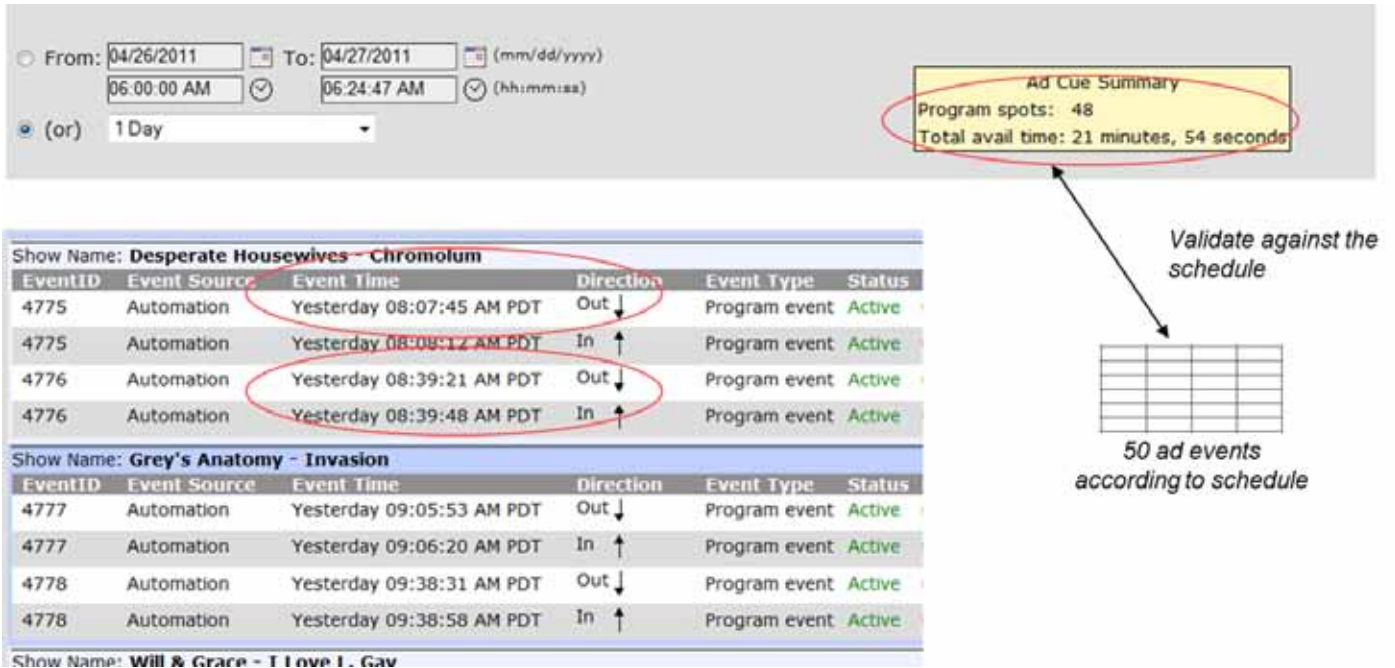 From: 04/26/2011 To: 04/27/2011 (mm/dd/yyyy)
06:00:00 AM 06:24:47 AM (hh:mm:ss)
(or) 1 Day
Ad Cue Summary
Program spots: 48
Total avail time: 21 minutes, 54 seconds
Validate against the
schedule
Show Name: Desperate Housewives - Chromolum
EventID Event Source Event Time Direction Event Type Status
4775 Automation Yesterday 08:07:45 AM PDT Out Program event Active
4775 Automation Yesterday 08:08:12 AM PDT In Program event Active
4776 Automation Yesterday 08:39:21 AM PDT Out Program event Active
4776 Automation Yesterday 08:39:48 AM PDT In Program event Active
50 ad events
according to schedule
Show Name: Grey's Anatomy - Invasion
EventID Event Source Event Time Direction Event Type Status
4777 Automation Yesterday 09:05:53 AM PDT Out Program event Active
4777 Automation Yesterday 09:06:20 AM PDT In Program event Active
4778 Automation Yesterday 09:38:31 AM PDT Out Program event Active
4778 Automation Yesterday 09:38:58 AM PDT In Program event Active
Show Name: Will & Grace - I Love L. Gay